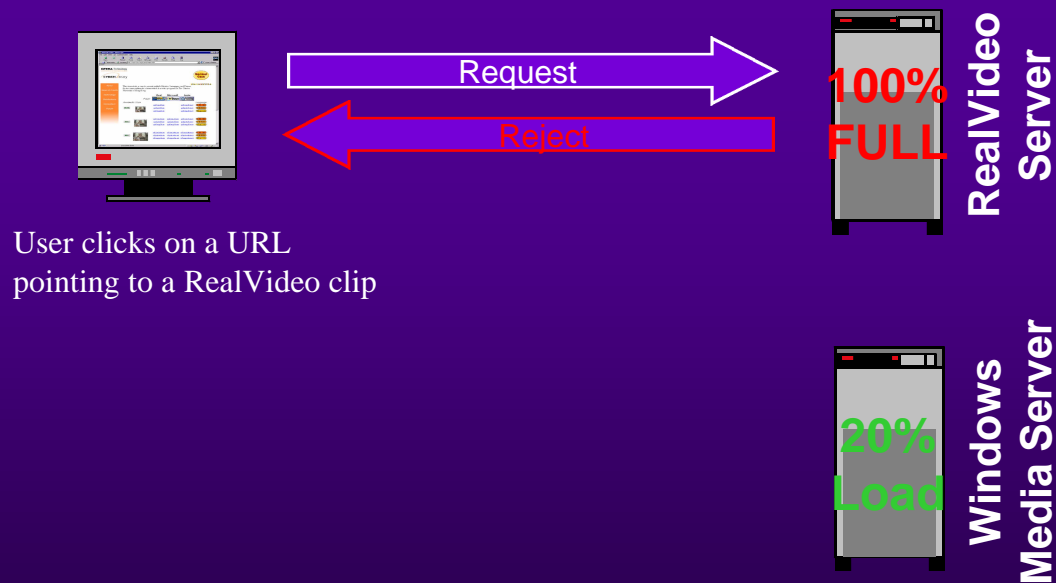 Request
Reject
100%
FULL
RealVideo
Server
User clicks on a URL
pointing to a RealVideo clip
20%
Load
Windows
Media Server